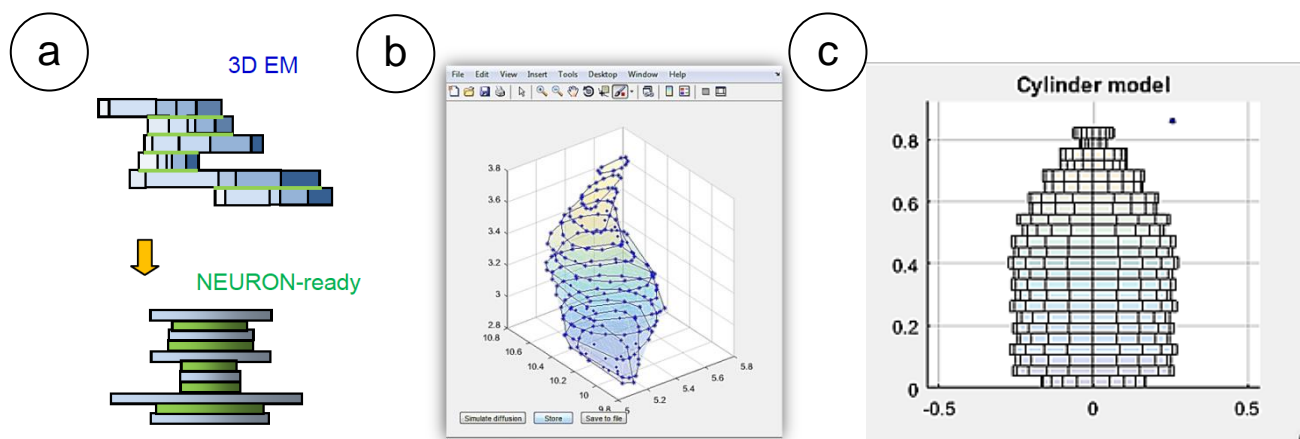 a
3D EM
NEURON-ready
b
File Edit View Insert Tools Desktop Window Help
3.8
3.6
3.4
3.2
3
2.8
10.8
10.6
10.4
10.2
10
9.8
5
5.2
5.4
5.6
5.8
Simulate diffusion Store Save to file
c
Cylinder model
0.8
0.6
0.4
0.2
0
-0.5 0 0.5